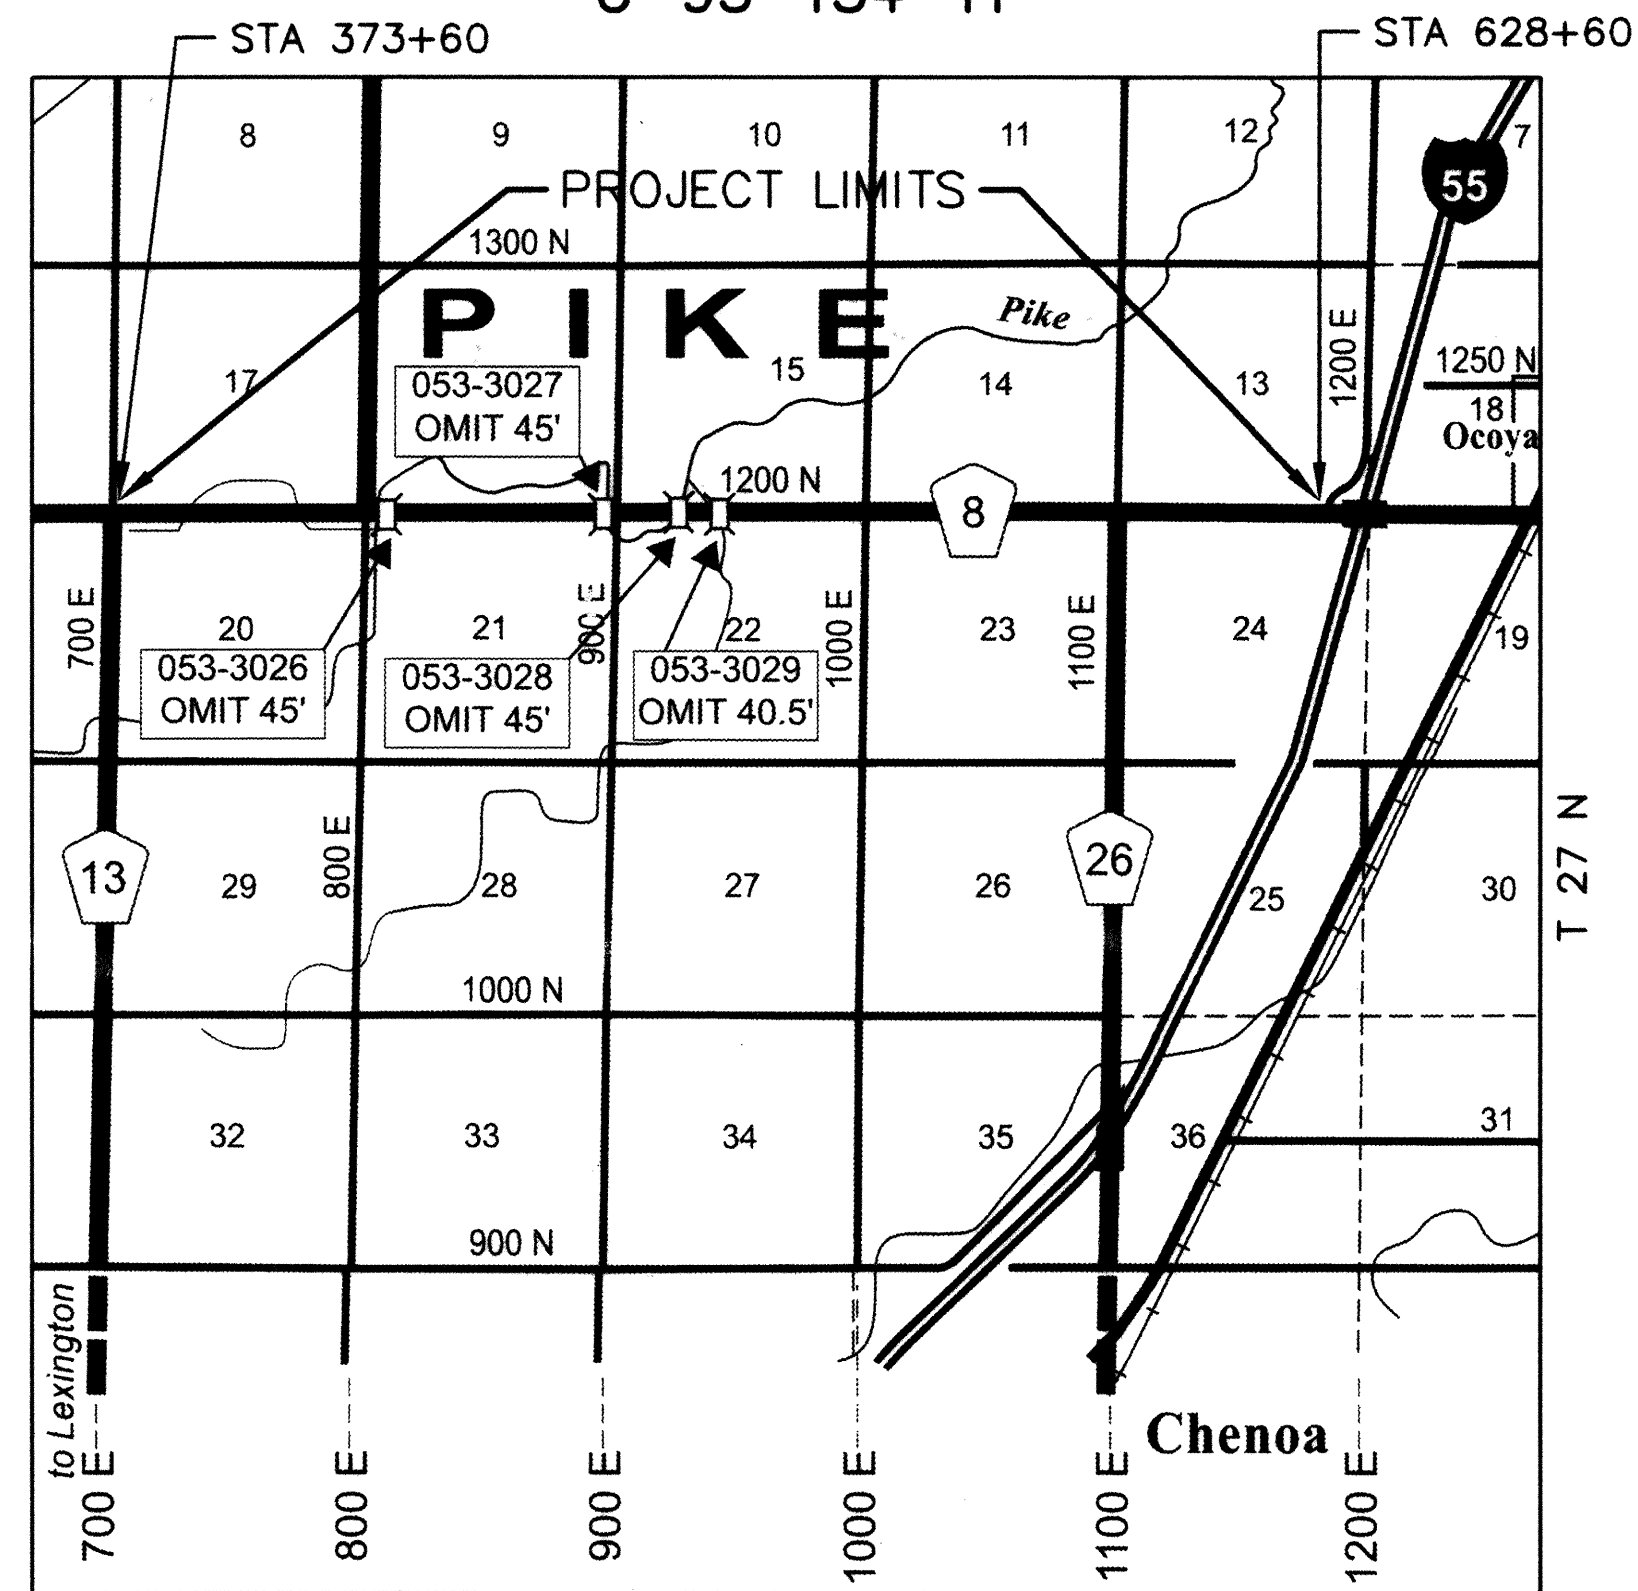 STA 373+60
STA 628+60
8
9
10
11
12
7
55
PROJECT LIMITS
1300 N
PIKE
Pike
1200 E
1250 N
17
15
14
13
18
Ocoya
053-3027
OMIT 45'
1200 N
8
700 E
900 E
1000 E
1100 E
20
21
22
23
24
19
053-3026
OMIT 45'
053-3028
OMIT 45'
053-3029
OMIT 40.5'
T 27 N
13
800 E
26
29
28
27
26
25
30
1000 N
32
33
34
35
36
31
900 N
to Lexington
Chenoa
700 E
800 E
900 E
1000 E
1100 E
1200 E